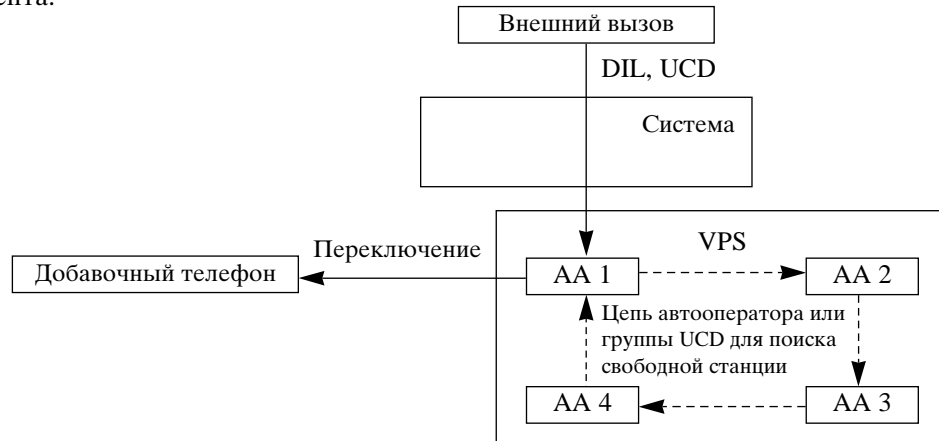 Внешний вызов
DIL, UCD
Система
VPS
Переключение
Добавочный телефон
AA 1
AA 2
Цепь автооператора или
группы UCD для поиска
свободной станции
AA 4
AA 3